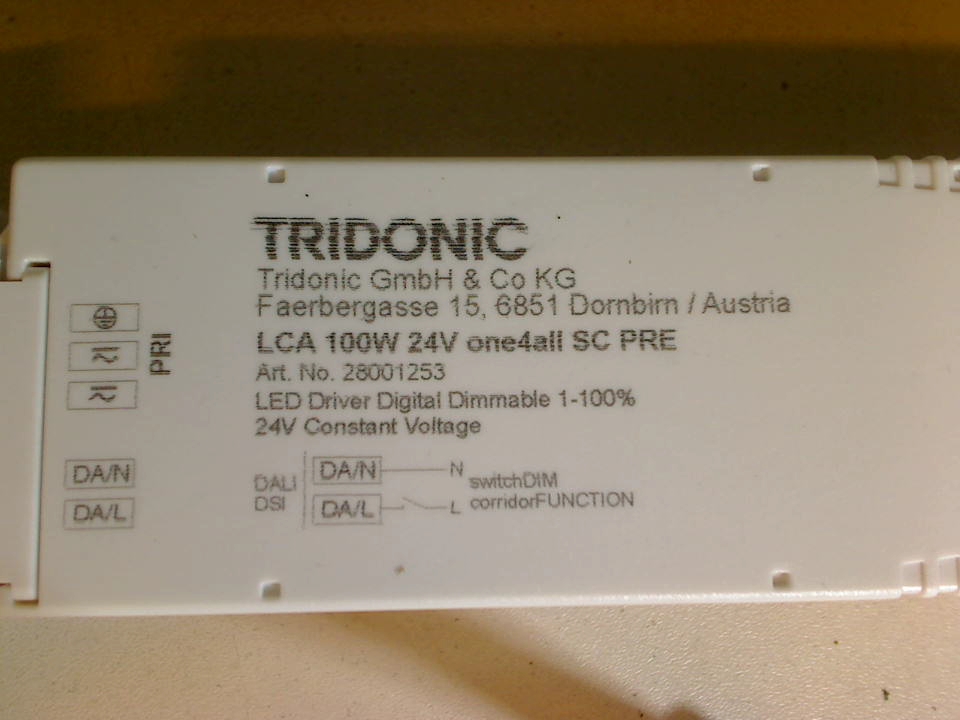 TRIDONIC
Tridonic GmbH & Co KG
Faerbergasse 15, 6851 Dornbirn / Austria
LCA 100W 24V one4all SC PRE
Art. No. 28001253
LED Driver Digital Dimmable 1-100%
24V Constant Voltage
PRI
DA/N
DA/L
DALI
DSI
DA/N N
DA/L L
switchDIM
corridorFUNCTION